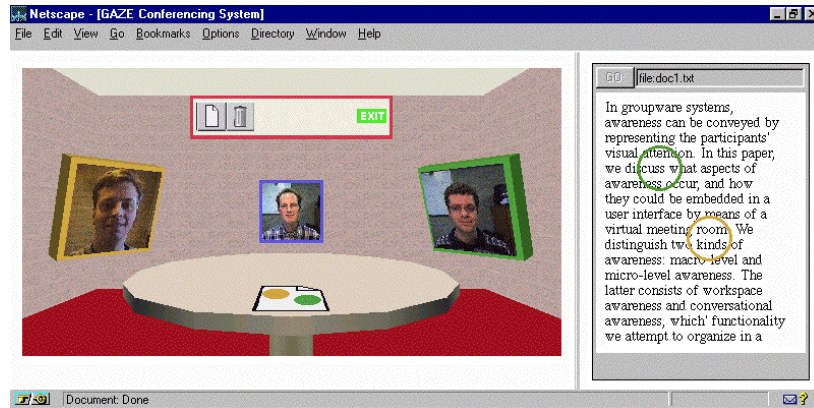 Netscape - [GAZE Conferencing System]
File Edit View Go Bookmarks Options Directory Window Help
EXIT
GO: file:doc1.txt
In groupware systems,
awareness can be conveyed by
representing the participants'
visual attention. In this paper,
we discuss what aspects of
awareness occur, and how
they could be embedded in a
user interface by means of a
virtual meeting room. We
distinguish two kinds of
awareness: macro-level and
micro-level awareness. The
latter consists of workspace
awareness and conversational
awareness, which' functionality
we attempt to organize in a
Document: Done